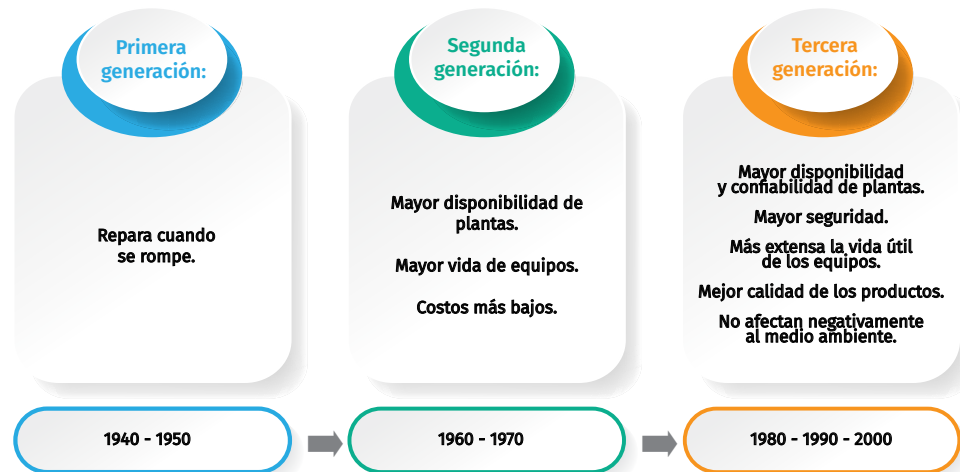 Primera
generación:
Repara cuando
se rompe.
1940 - 1950
Segunda
generación:
Mayor disponibilidad de
plantas.
Mayor vida de equipos.
Costos más bajos.
1960 - 1970
Tercera
generación:
Mayor disponibilidad
y confiabilidad de plantas.
Mayor seguridad.
Más extensa la vida útil
de los equipos.
Mejor calidad de los productos.
No afectan negativamente
al medio ambiente.
1980 - 1990 - 2000